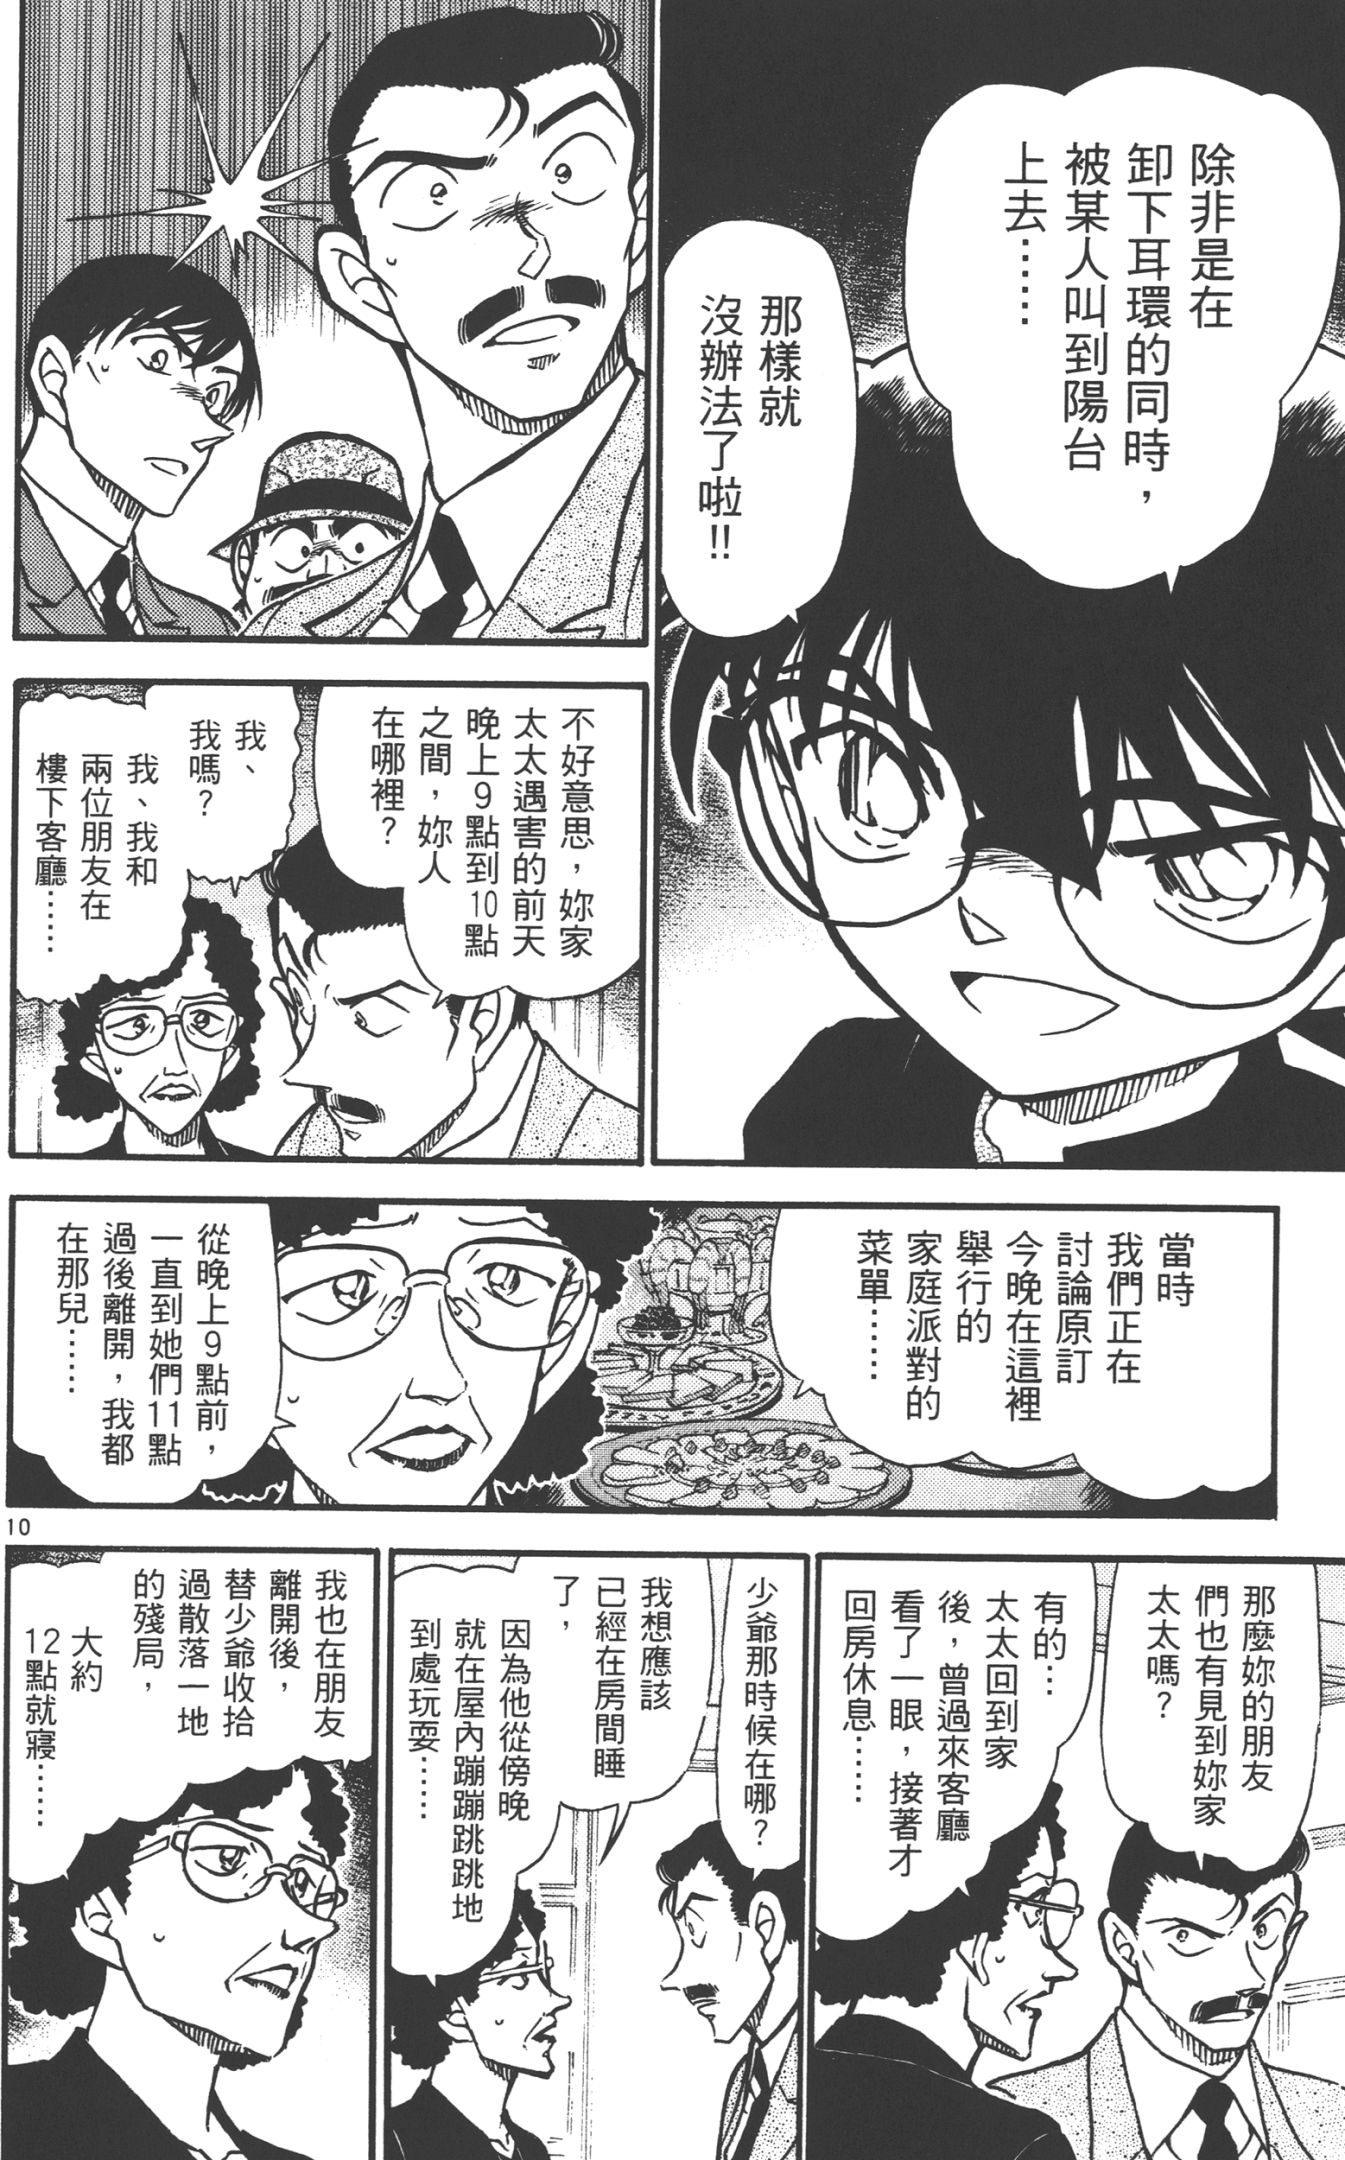 除非是在
卸下耳環的同時，
被某人叫到陽台
上去……
那樣就
沒辦法了啦!!
不好意思，妳家
太太遇害的前天
晚上9點到10點
之間，妳人
在哪裡？
我、
我嗎？
我、我和
兩位朋友在
樓下客廳……
當時
我們正在
討論原訂
今晚在這裡
舉行的
家庭派對的
菜單……
從晚上9點前，
一直到她們11點
過後離開，我都
在那兒……
10
那麼妳的朋友
們也有見到妳家
太太嗎？
有的…
太太回到家
後，曾過來客廳
看了一眼，接著才
回房休息……
少爺那時候在哪？
我想應該
已經在房間睡
了，
因為他從傍晚
就在屋內蹦蹦跳跳地
到處玩耍……
我也在朋友
離開後，
替少爺收拾
過散落一地
的殘局，
大約
12點就寢……